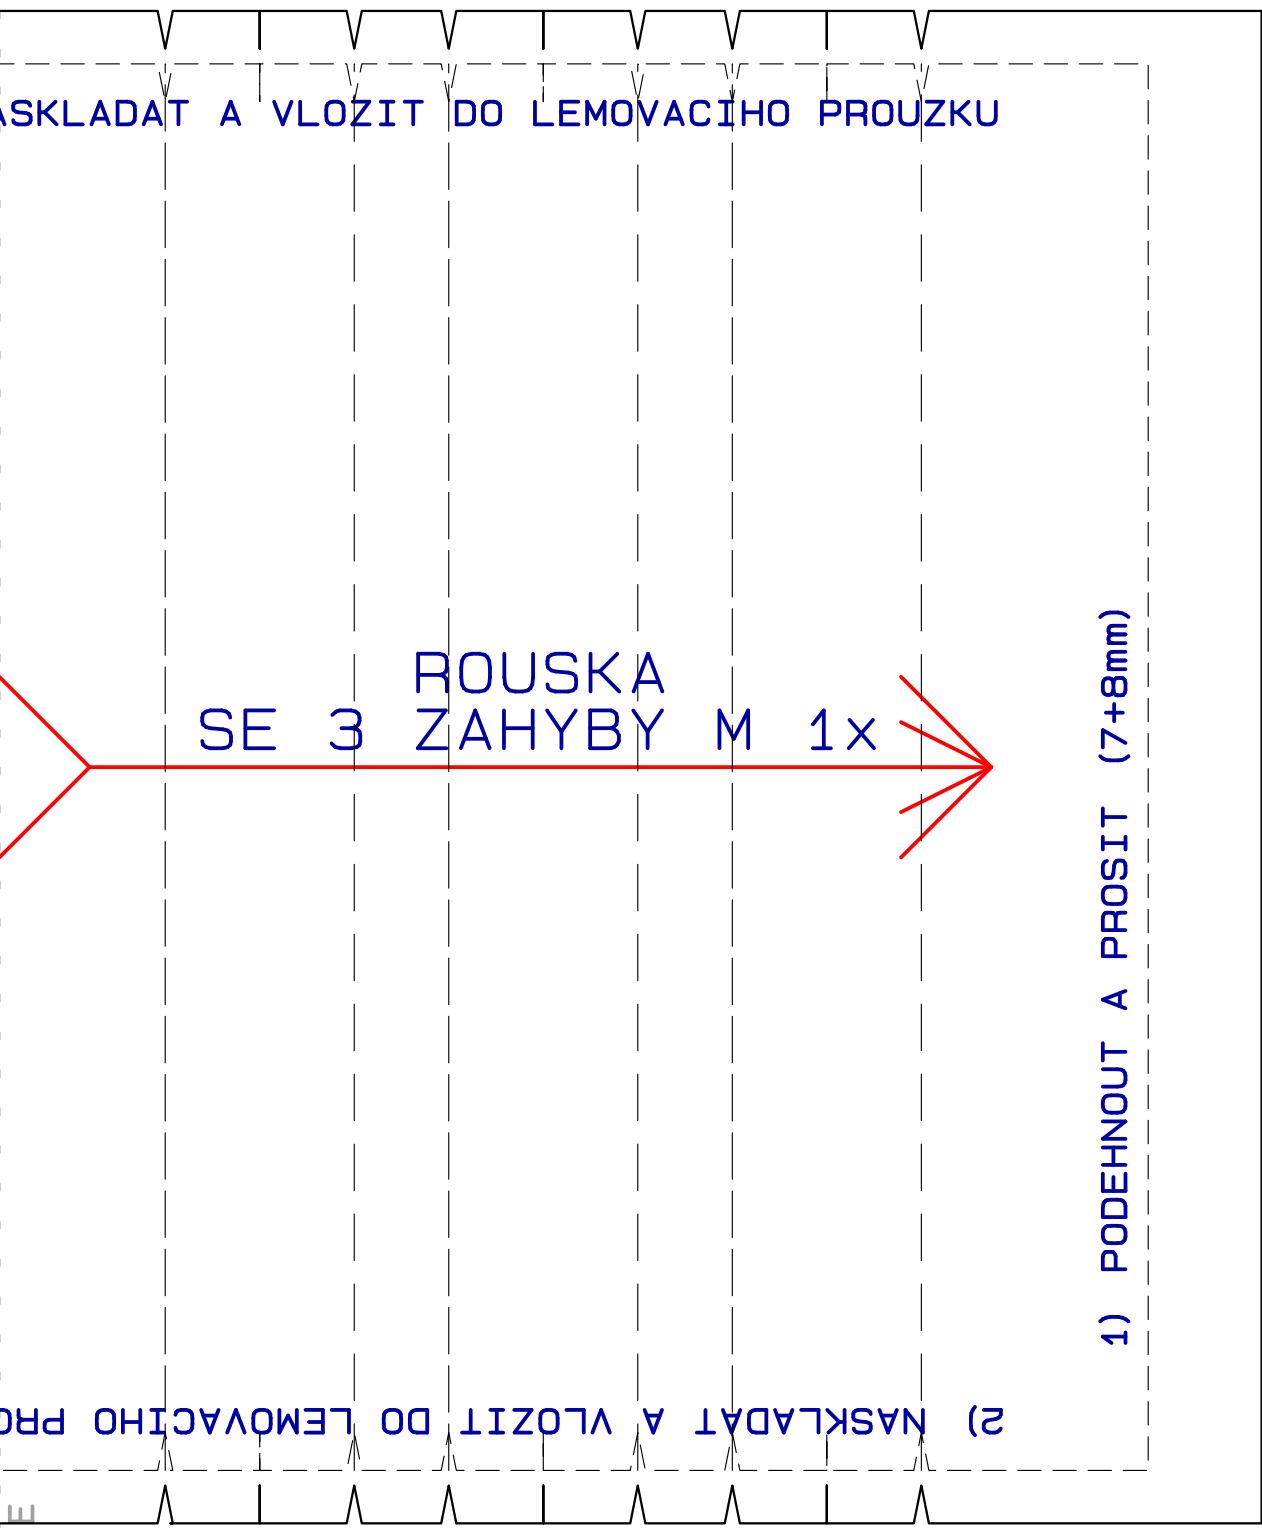 ASKLADAT A VLOZIT DO LEMOVACIHO PROUZKU
ROUSKA
SE 3 ZAHYBY M 1x
1) PODEHNOUT A PROSIT (7+8mm)
2) NASKLADAT A VLOZIT DO LEMOVACIHO PRO
E